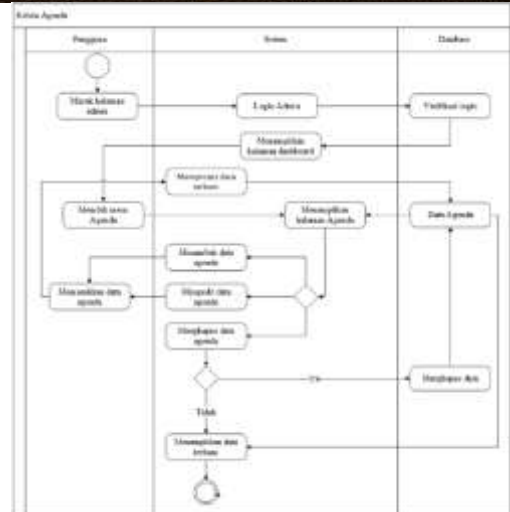 Kelola Agenda
Pengguna
Sistem
Database
Masuk halaman
admin
Login Admin
Verifikasi login
Menampilkan
halaman dashboard
Memproses data
terbaru
Memilih menu
Agenda
Menampilkan
halaman Agenda
Data Agenda
Menambah data
agenda
Memasukkan data
agenda
Mengedit data
agenda
Menghapus data
agenda
Ya
Menghapus data
Tidak
Menampilkan data
terbaru